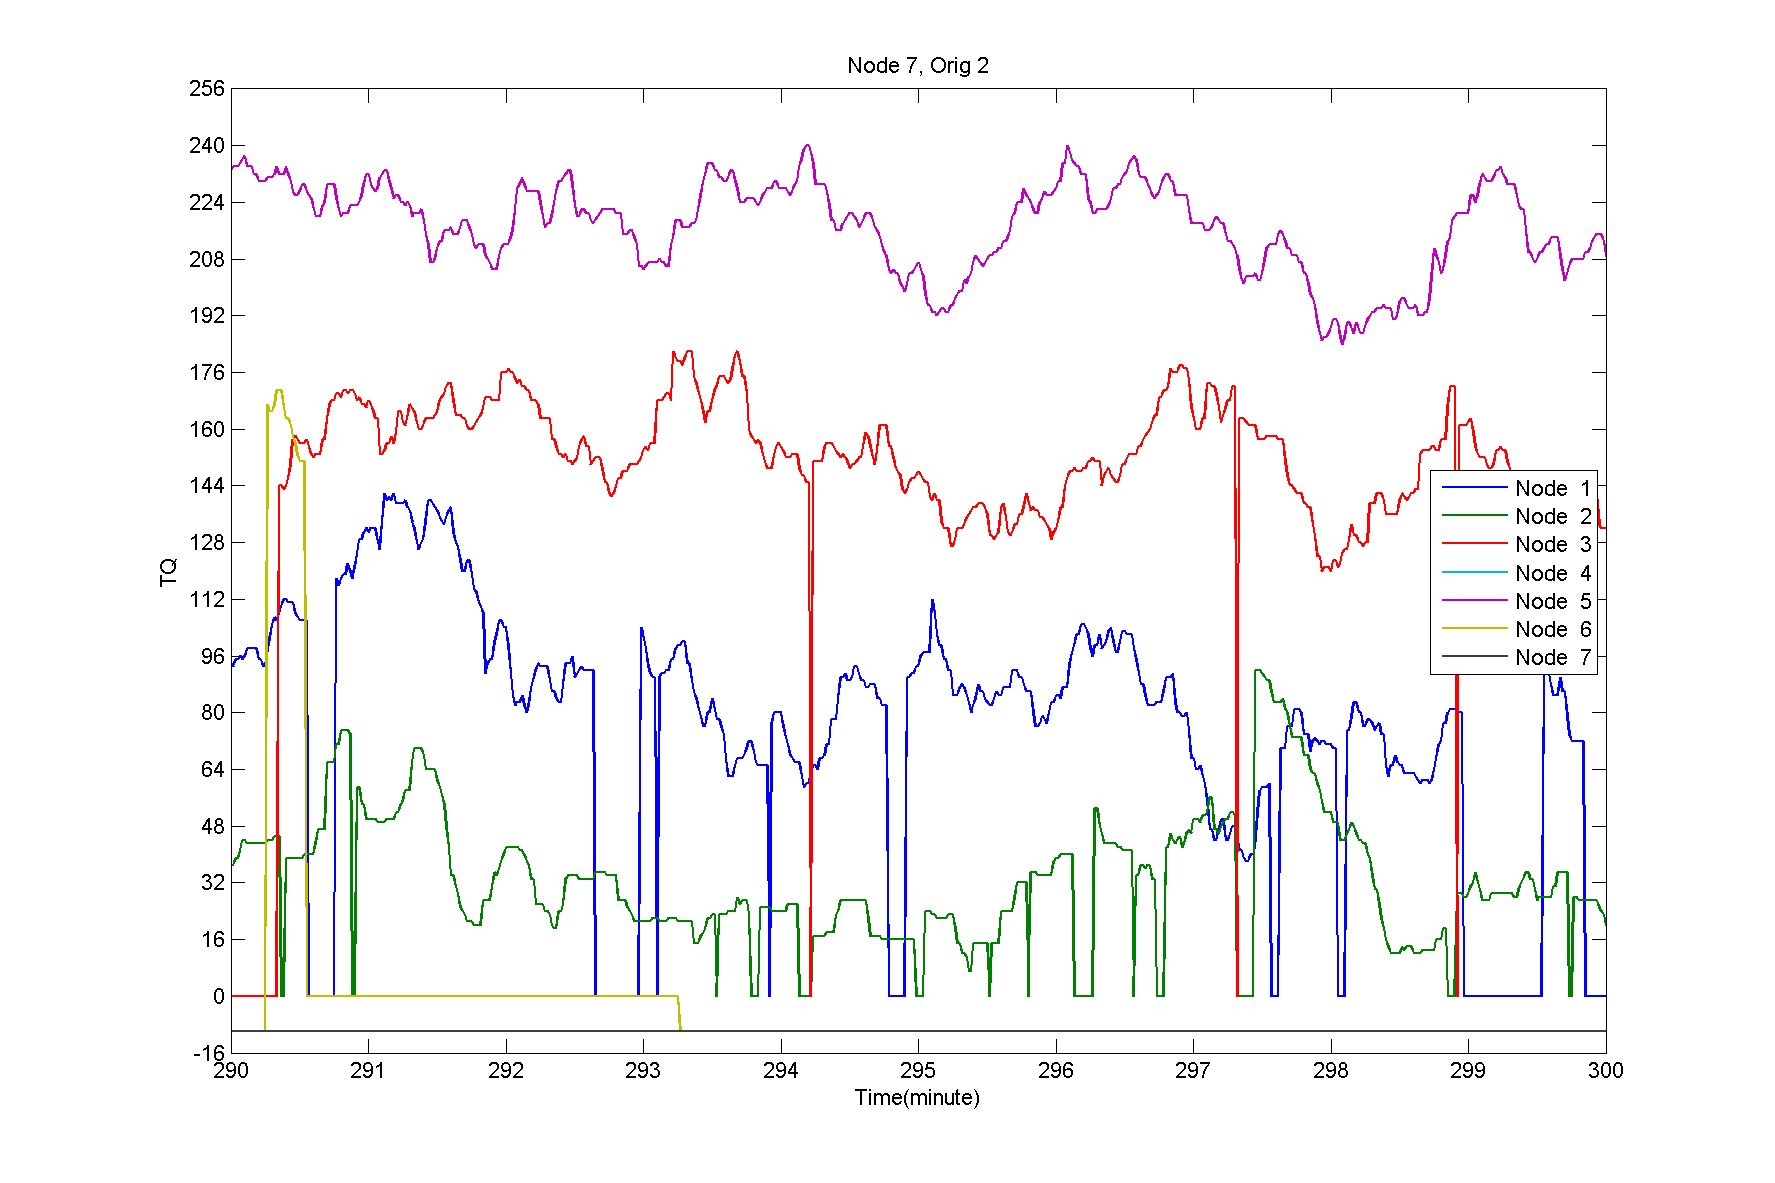 Node 7, Orig 2
256
240
224
208
192
176
160
144
128
112
96
80
64
48
32
16
0
-16
TQ
Node 1
Node 2
Node 3
Node 4
Node 5
Node 6
Node 7
290 291 292 293 294 295 296 297 298 299 300
Time(minute)